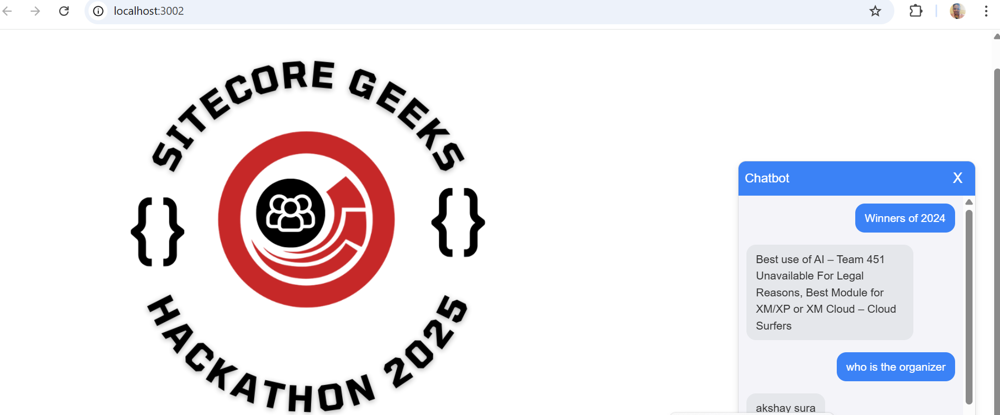 localhost:3002
SITECORE GEEKS
{} {}
HACKATHON 2025
Chatbot X
Winners of 2024
Best use of AI – Team 451
Unavailable For Legal
Reasons, Best Module for
XM/XP or XM Cloud – Cloud
Surfers
who is the organizer
akshay sura